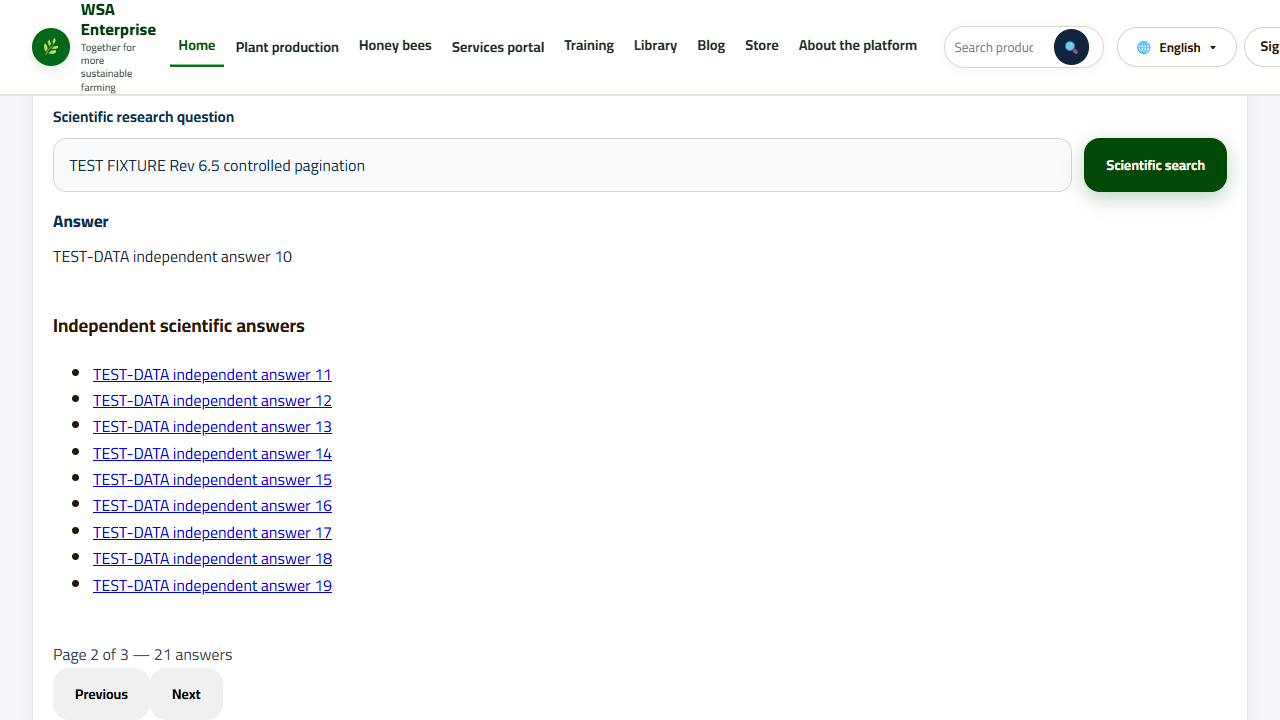 WSA
Enterprise
Together for
more
sustainable
farming
Home
Plant production
Honey bees
Services portal
Training
Library
Blog
Store
About the platform
Search produc
English
Sig
Scientific research question
TEST FIXTURE Rev 6.5 controlled pagination
Scientific search
Answer
TEST-DATA independent answer 10
Independent scientific answers
TEST-DATA independent answer 11
TEST-DATA independent answer 12
TEST-DATA independent answer 13
TEST-DATA independent answer 14
TEST-DATA independent answer 15
TEST-DATA independent answer 16
TEST-DATA independent answer 17
TEST-DATA independent answer 18
TEST-DATA independent answer 19
Page 2 of 3 — 21 answers
Previous
Next